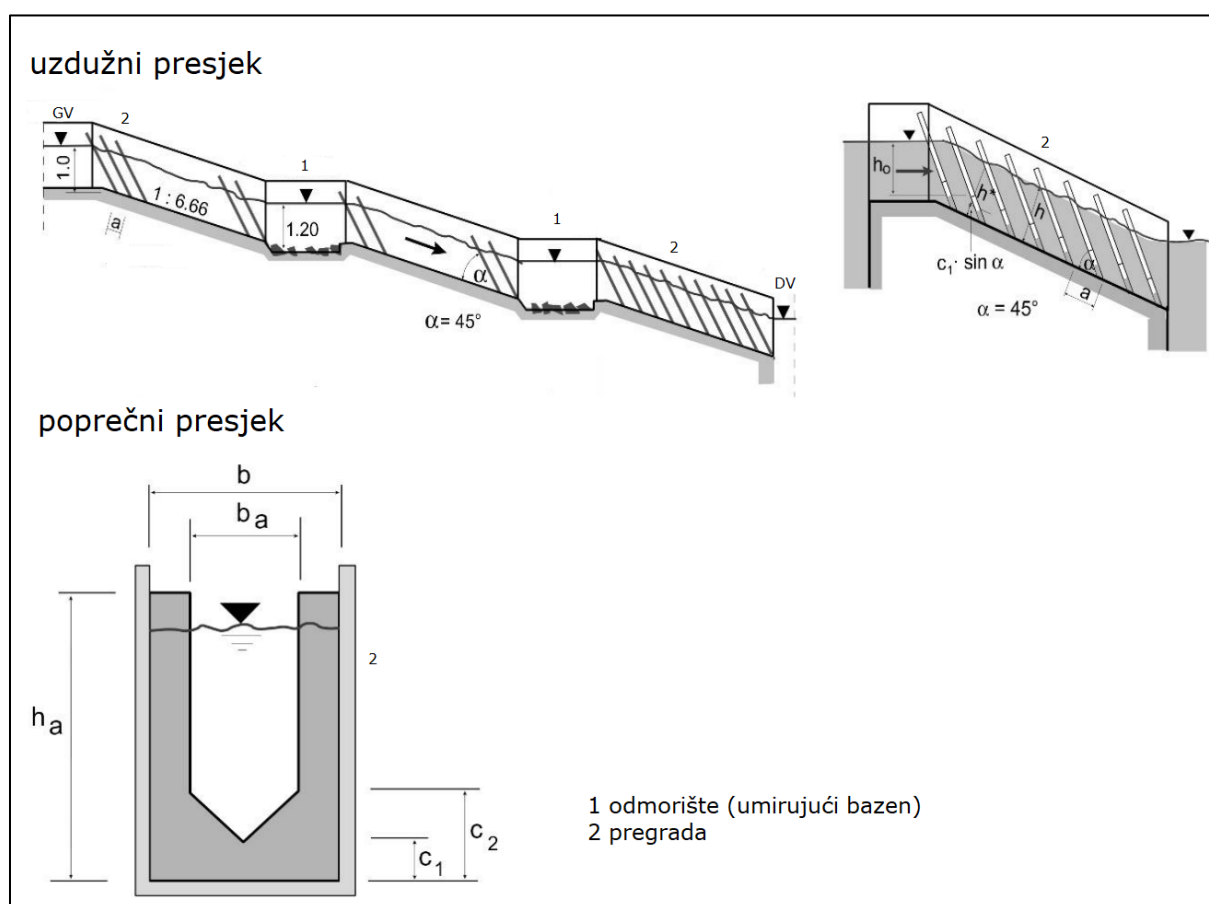 uzdužni presjek
GV
2
1.0
1 : 6.66
a
1
1.20
α
α = 45°
1
2
DV
2
h₀
h*
h
c₁· sin α
α
a
α = 45°
poprečni presjek
b
bₐ
hₐ
2
c₂
c₁
1 odmorište (umirujući bazen)
2 pregrada